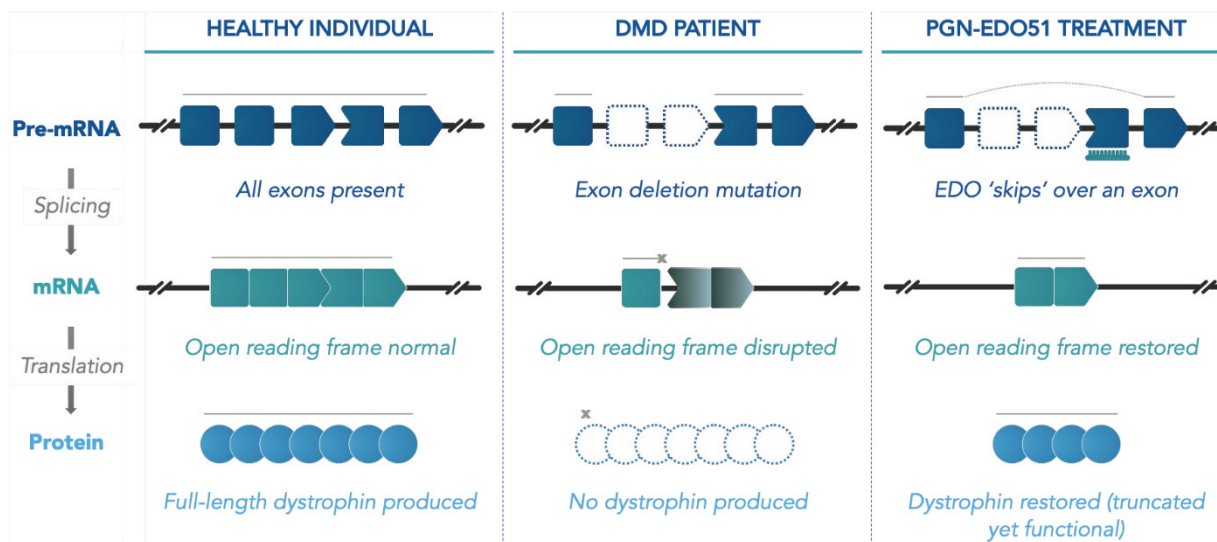 HEALTHY INDIVIDUAL
DMD PATIENT
PGN-EDO51 TREATMENT
Pre-mRNA
All exons present
Exon deletion mutation
EDO ‘skips’ over an exon
Splicing
mRNA
x
Open reading frame normal
Open reading frame disrupted
Open reading frame restored
Translation
Protein
x
Full-length dystrophin produced
No dystrophin produced
Dystrophin restored (truncated
yet functional)